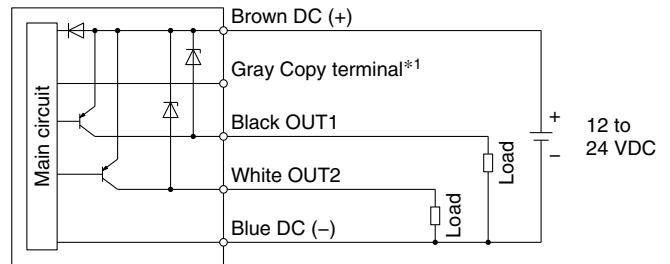 Brown DC (+)
Gray Copy terminal*1
Main circuit
Black OUT1
+
12 to
24 VDC
−
Load
White OUT2
Load
Blue DC (−)